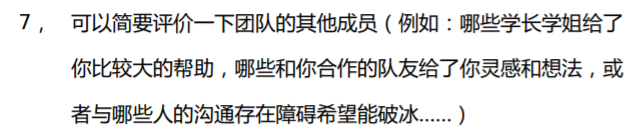 7， 可以简要评价一下团队的其他成员（例如：哪些学长学姐给了
你比较大的帮助，哪些和你合作的队友给了你灵感和想法，或
者与哪些人的沟通存在障碍希望能破冰……）